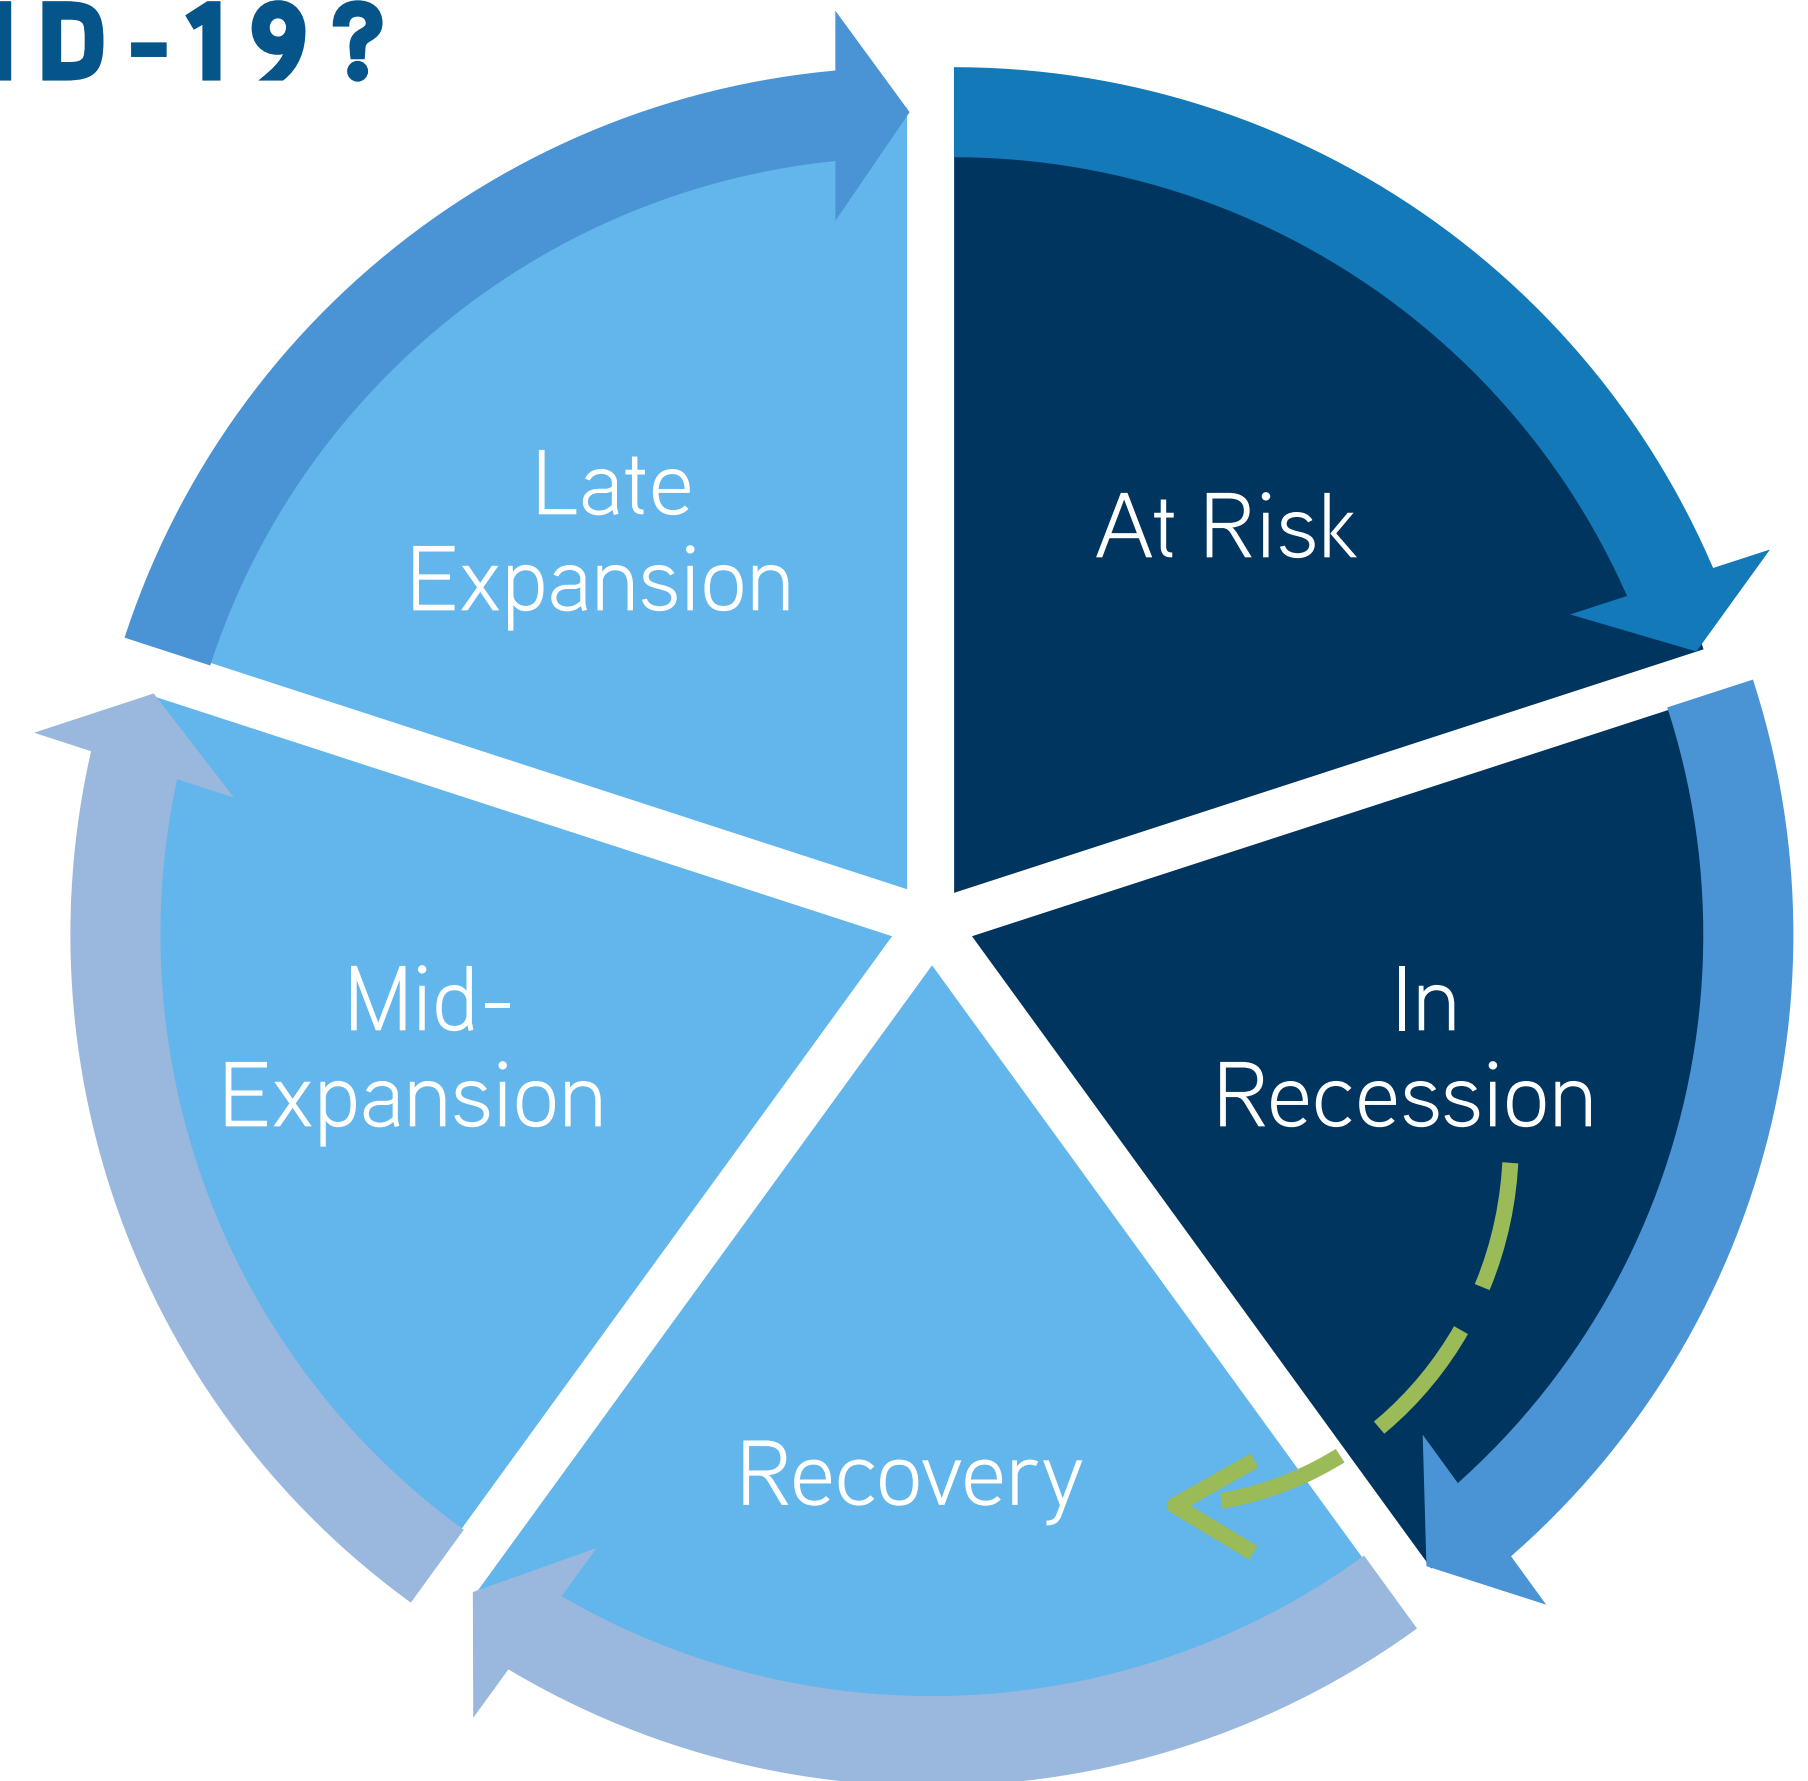 ID-19?
Late
Expansion
At Risk
Mid-
Expansion
In
Recession
Recovery